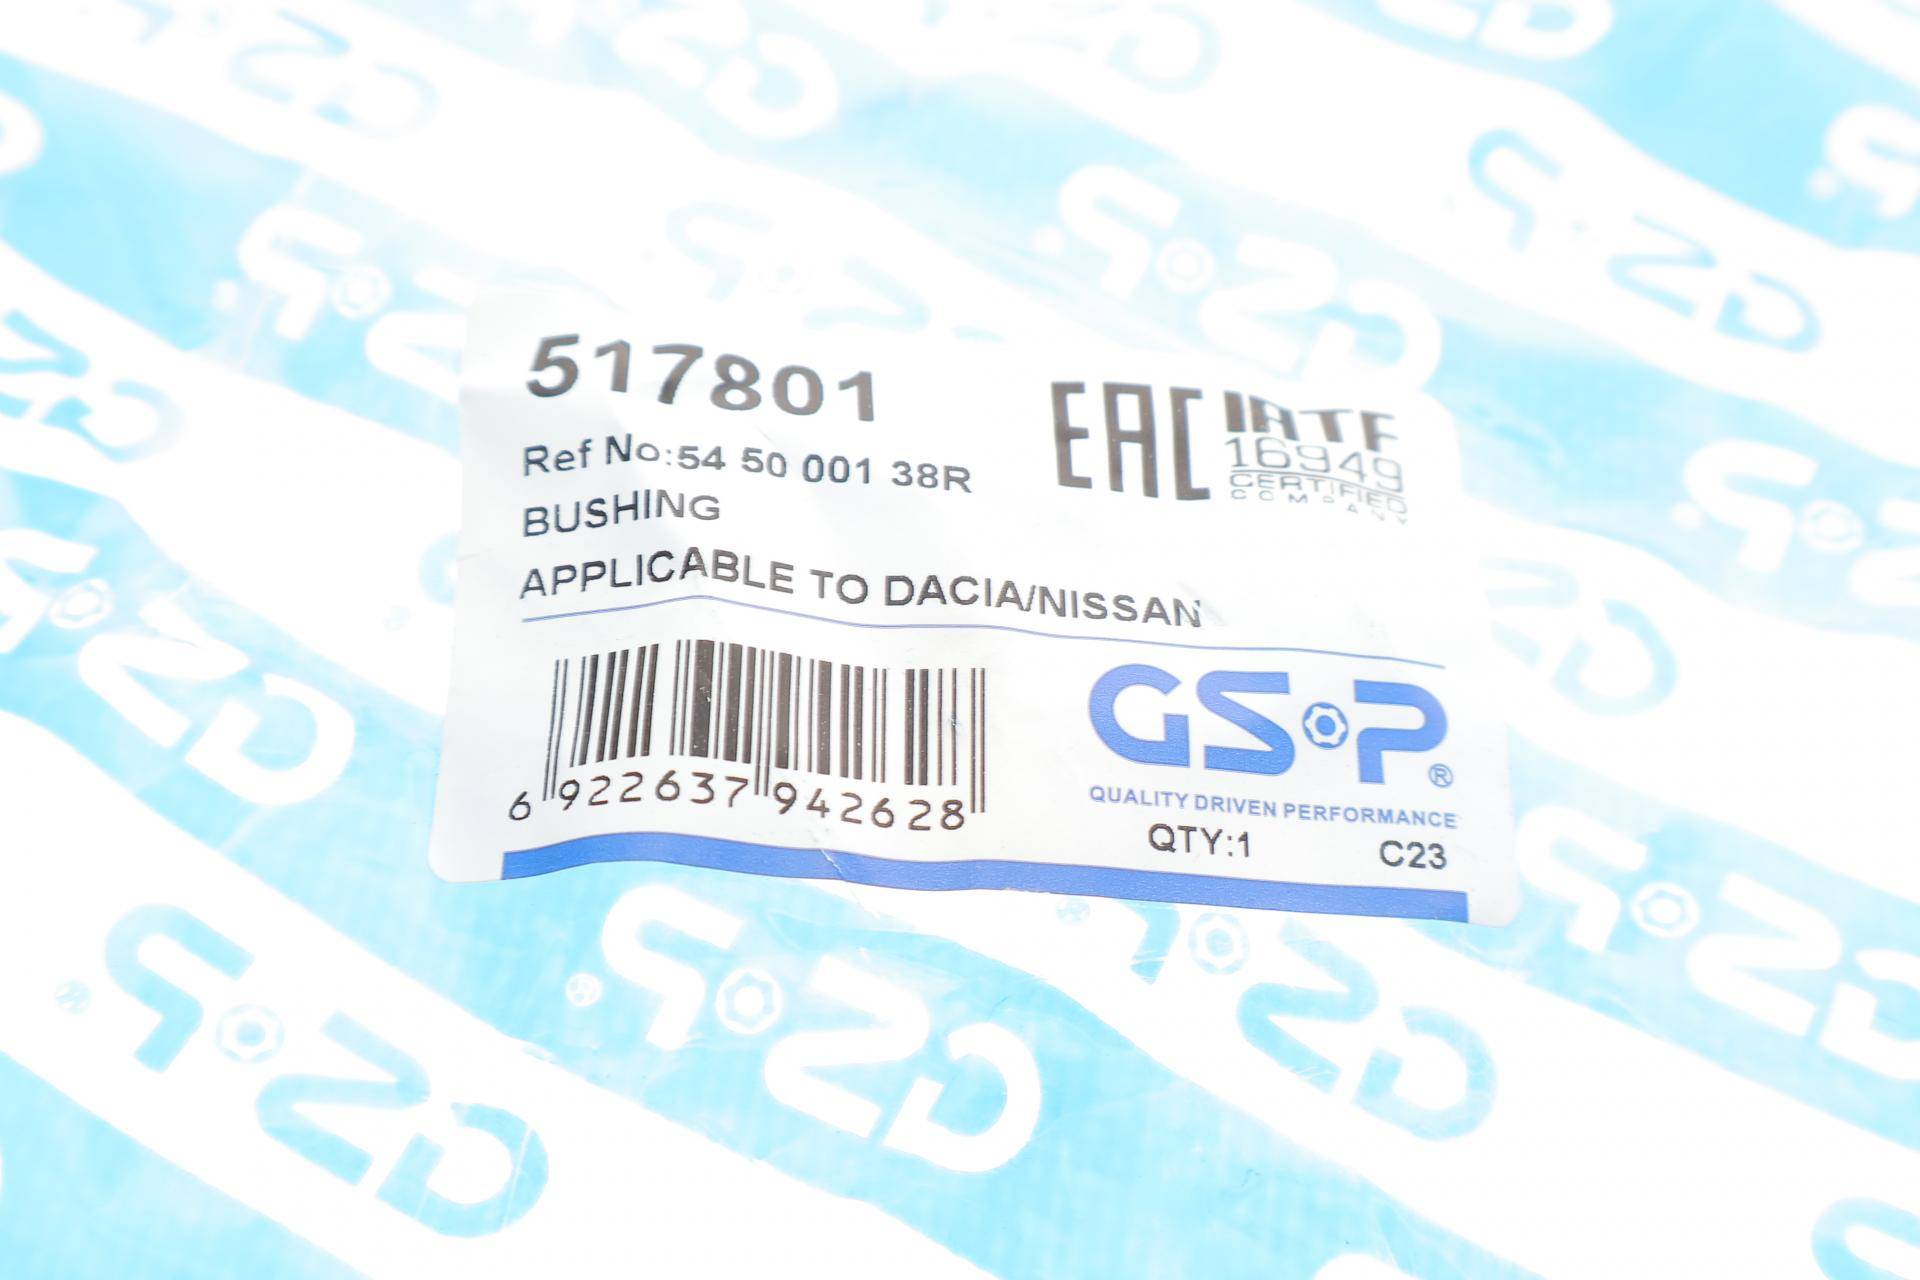 517801
EAC IATF
16949
CERTIFIED
COMPANY
Ref No:54 50 001 38R
BUSHING
APPLICABLE TO DACIA/NISSAN
6 922637 942628
GSP®
QUALITY DRIVEN PERFORMANCE
QTY:1 C23